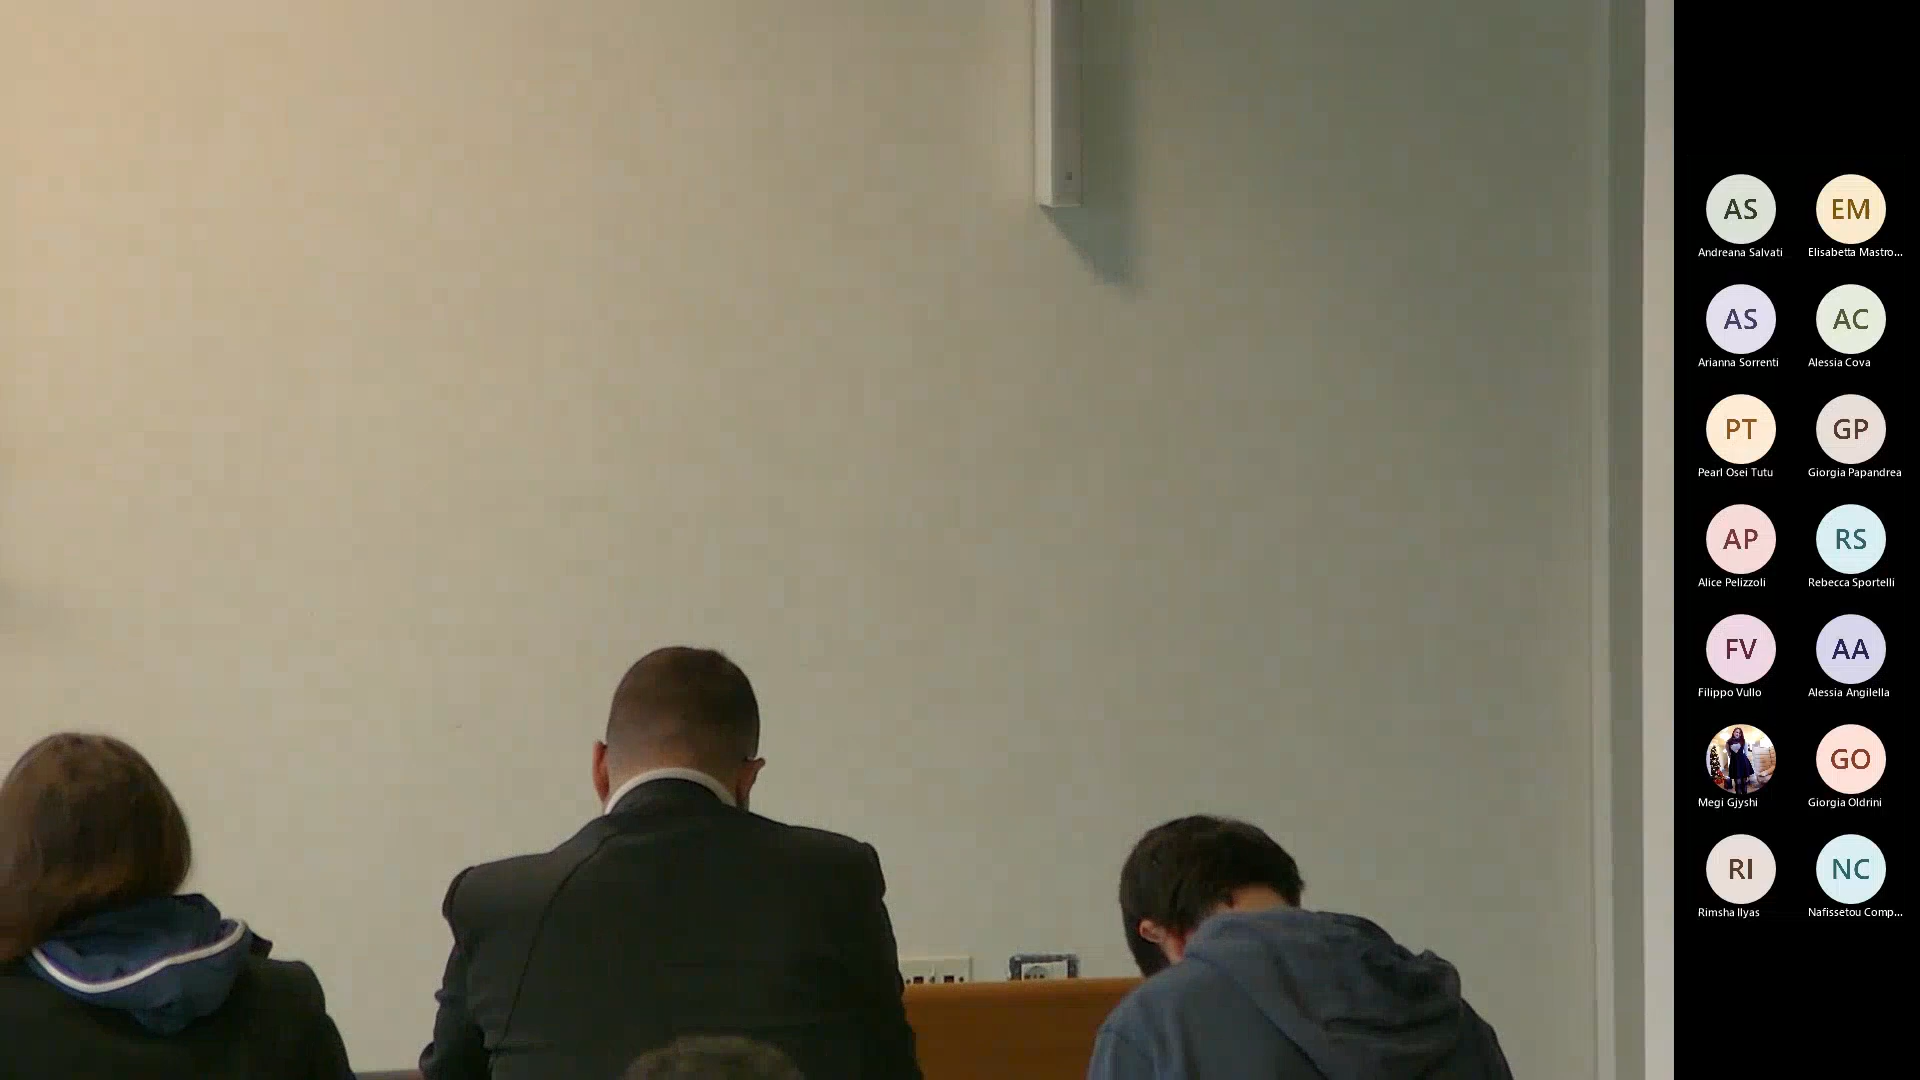 AS
EM
Andreana Salvati
Elisabetta Mastro...
AS
AC
Arianna Sorrenti
Alessia Cova
PT
GP
Pearl Osei Tutu
Giorgia Papandrea
AP
RS
Alice Pelizzoli
Rebecca Sportelli
FV
AA
Filippo Vullo
Alessia Angilella
GO
Megi Gjyshi
Giorgia Oldrini
RI
NC
Rimsha Ilyas
Nafissetou Comp...